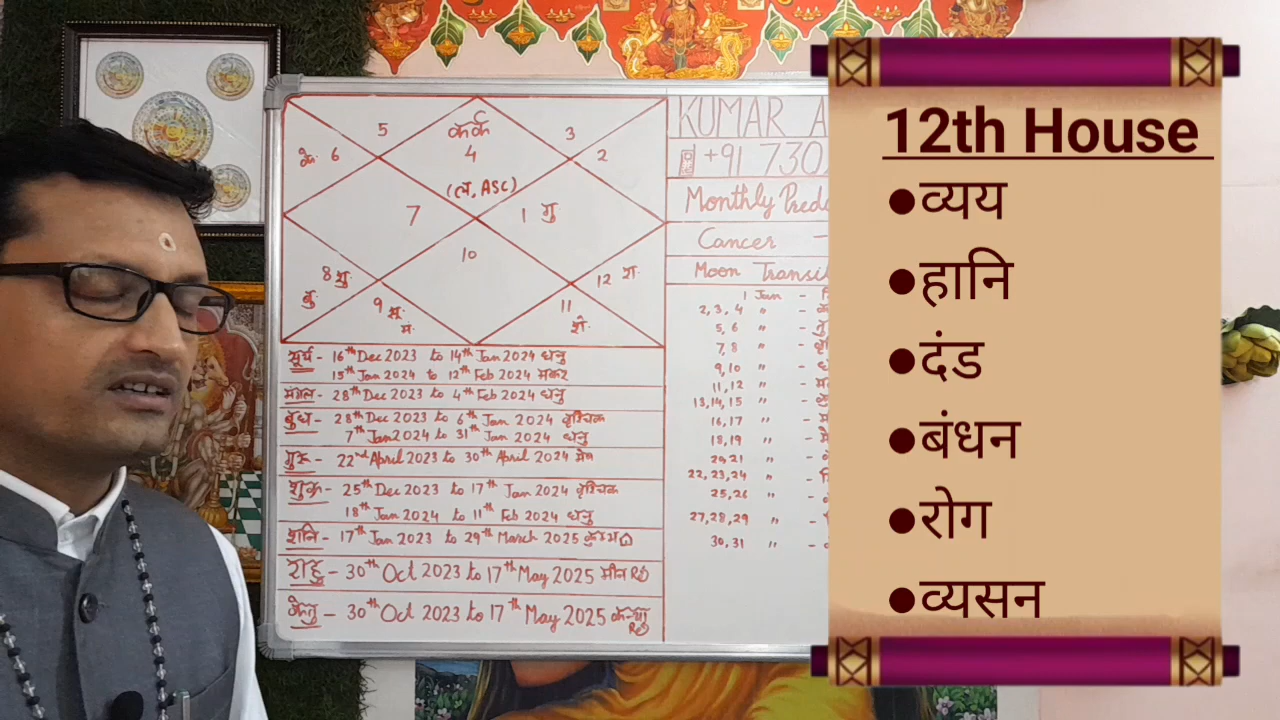 5
कर्क
3
के. 6
4
2
(ल, ASC)
7
1 गु
10
8 शु
बु
12 रा
9 सू
मं.
11
श.
सूर्य - 16th Dec 2023 to 14th Jan 2024 धनु
15th Jan 2024 to 12th Feb 2024 मकर
मंगल - 28th Dec 2023 to 4th Feb 2024 धनु
बुध - 28th Dec 2023 to 6th Jan 2024 वृश्चिक
7th Jan 2024 to 31st Jan 2024 धनु
गुरू - 22nd April 2023 to 30th April 2024 मेष
शुक्र - 25th Dec 2023 to 17th Jan 2024 वृश्चिक
18th Jan 2024 to 11th Feb 2024 धनु
शनि - 17th Jan 2023 to 29th March 2025 कुंभ
राहु - 30th Oct 2023 to 17th May 2025 मीन
केतु - 30th Oct 2023 to 17th May 2025 कन्या
KUMAR A
+91 730
Monthly Predi
Cancer -
Moon Transi
1 Jan -
2, 3, 4 " -
5, 6 " -
7, 8 " -
9, 10 " -
11, 12 " -
13, 14, 15 " -
16, 17 " -
18, 19 " -
20, 21 " -
22, 23, 24 " -
25, 26 " -
27, 28, 29 " -
30, 31 " -
12th House
●व्यय
●हानि
●दंड
●बंधन
●रोग
●व्यसन